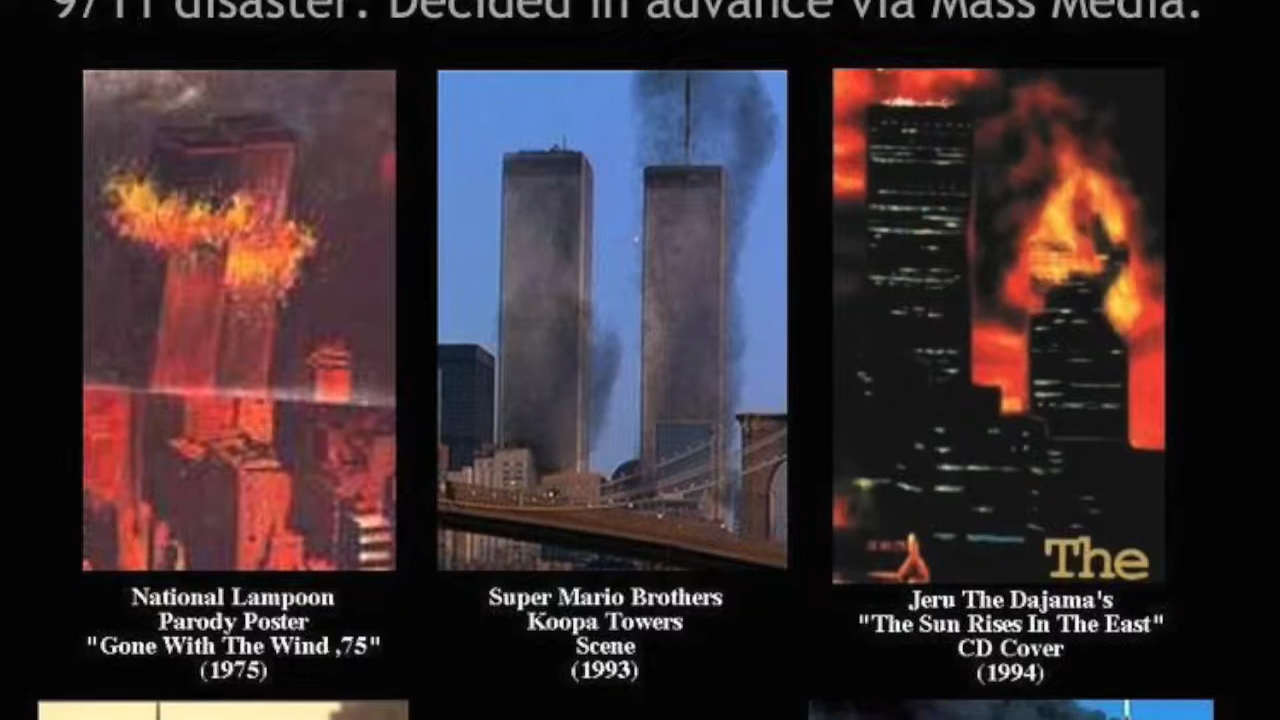 9/11 disaster. Decided in advance via Mass Media.
The
National Lampoon
Parody Poster
"Gone With The Wind ,75"
(1975)
Super Mario Brothers
Koopa Towers
Scene
(1993)
Jeru The Dajama's
"The Sun Rises In The East"
CD Cover
(1994)